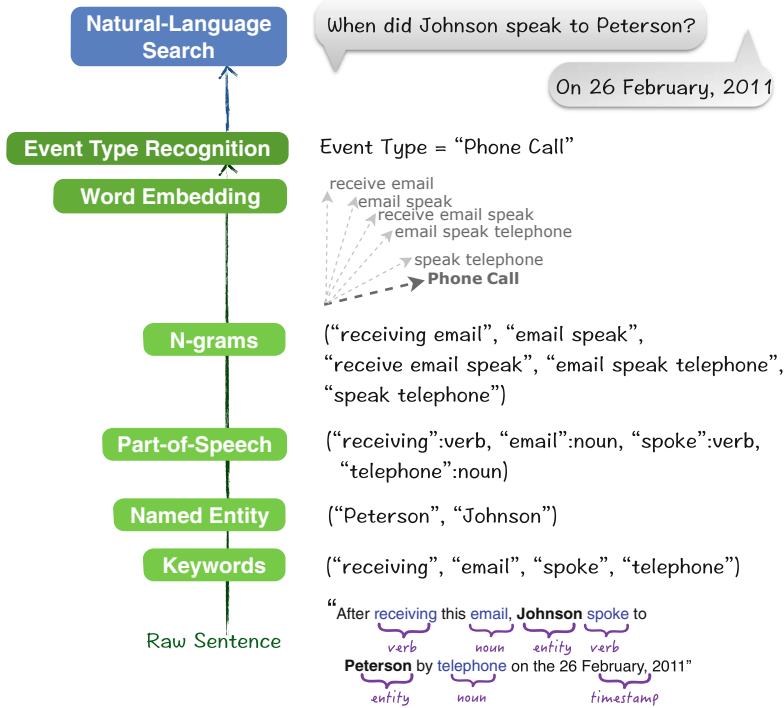 Natural-Language
Search
When did Johnson speak to Peterson?
On 26 February, 2011
Event Type Recognition
Event Type = “Phone Call”
Word Embedding
receive email
email speak
receive email speak
email speak telephone
speak telephone
Phone Call
N-grams
(“receiving email”, “email speak”,
“receive email speak”, “email speak telephone”,
“speak telephone”)
Part-of-Speech
(“receiving”:verb, “email”:noun, “spoke”:verb,
“telephone”:noun)
Named Entity
(“Peterson”, “Johnson”)
Keywords
(“receiving”, “email”, “spoke”, “telephone”)
Raw Sentence
“After receiving this email, Johnson spoke to
verb noun entity verb
Peterson by telephone on the 26 February, 2011”
entity noun timestamp